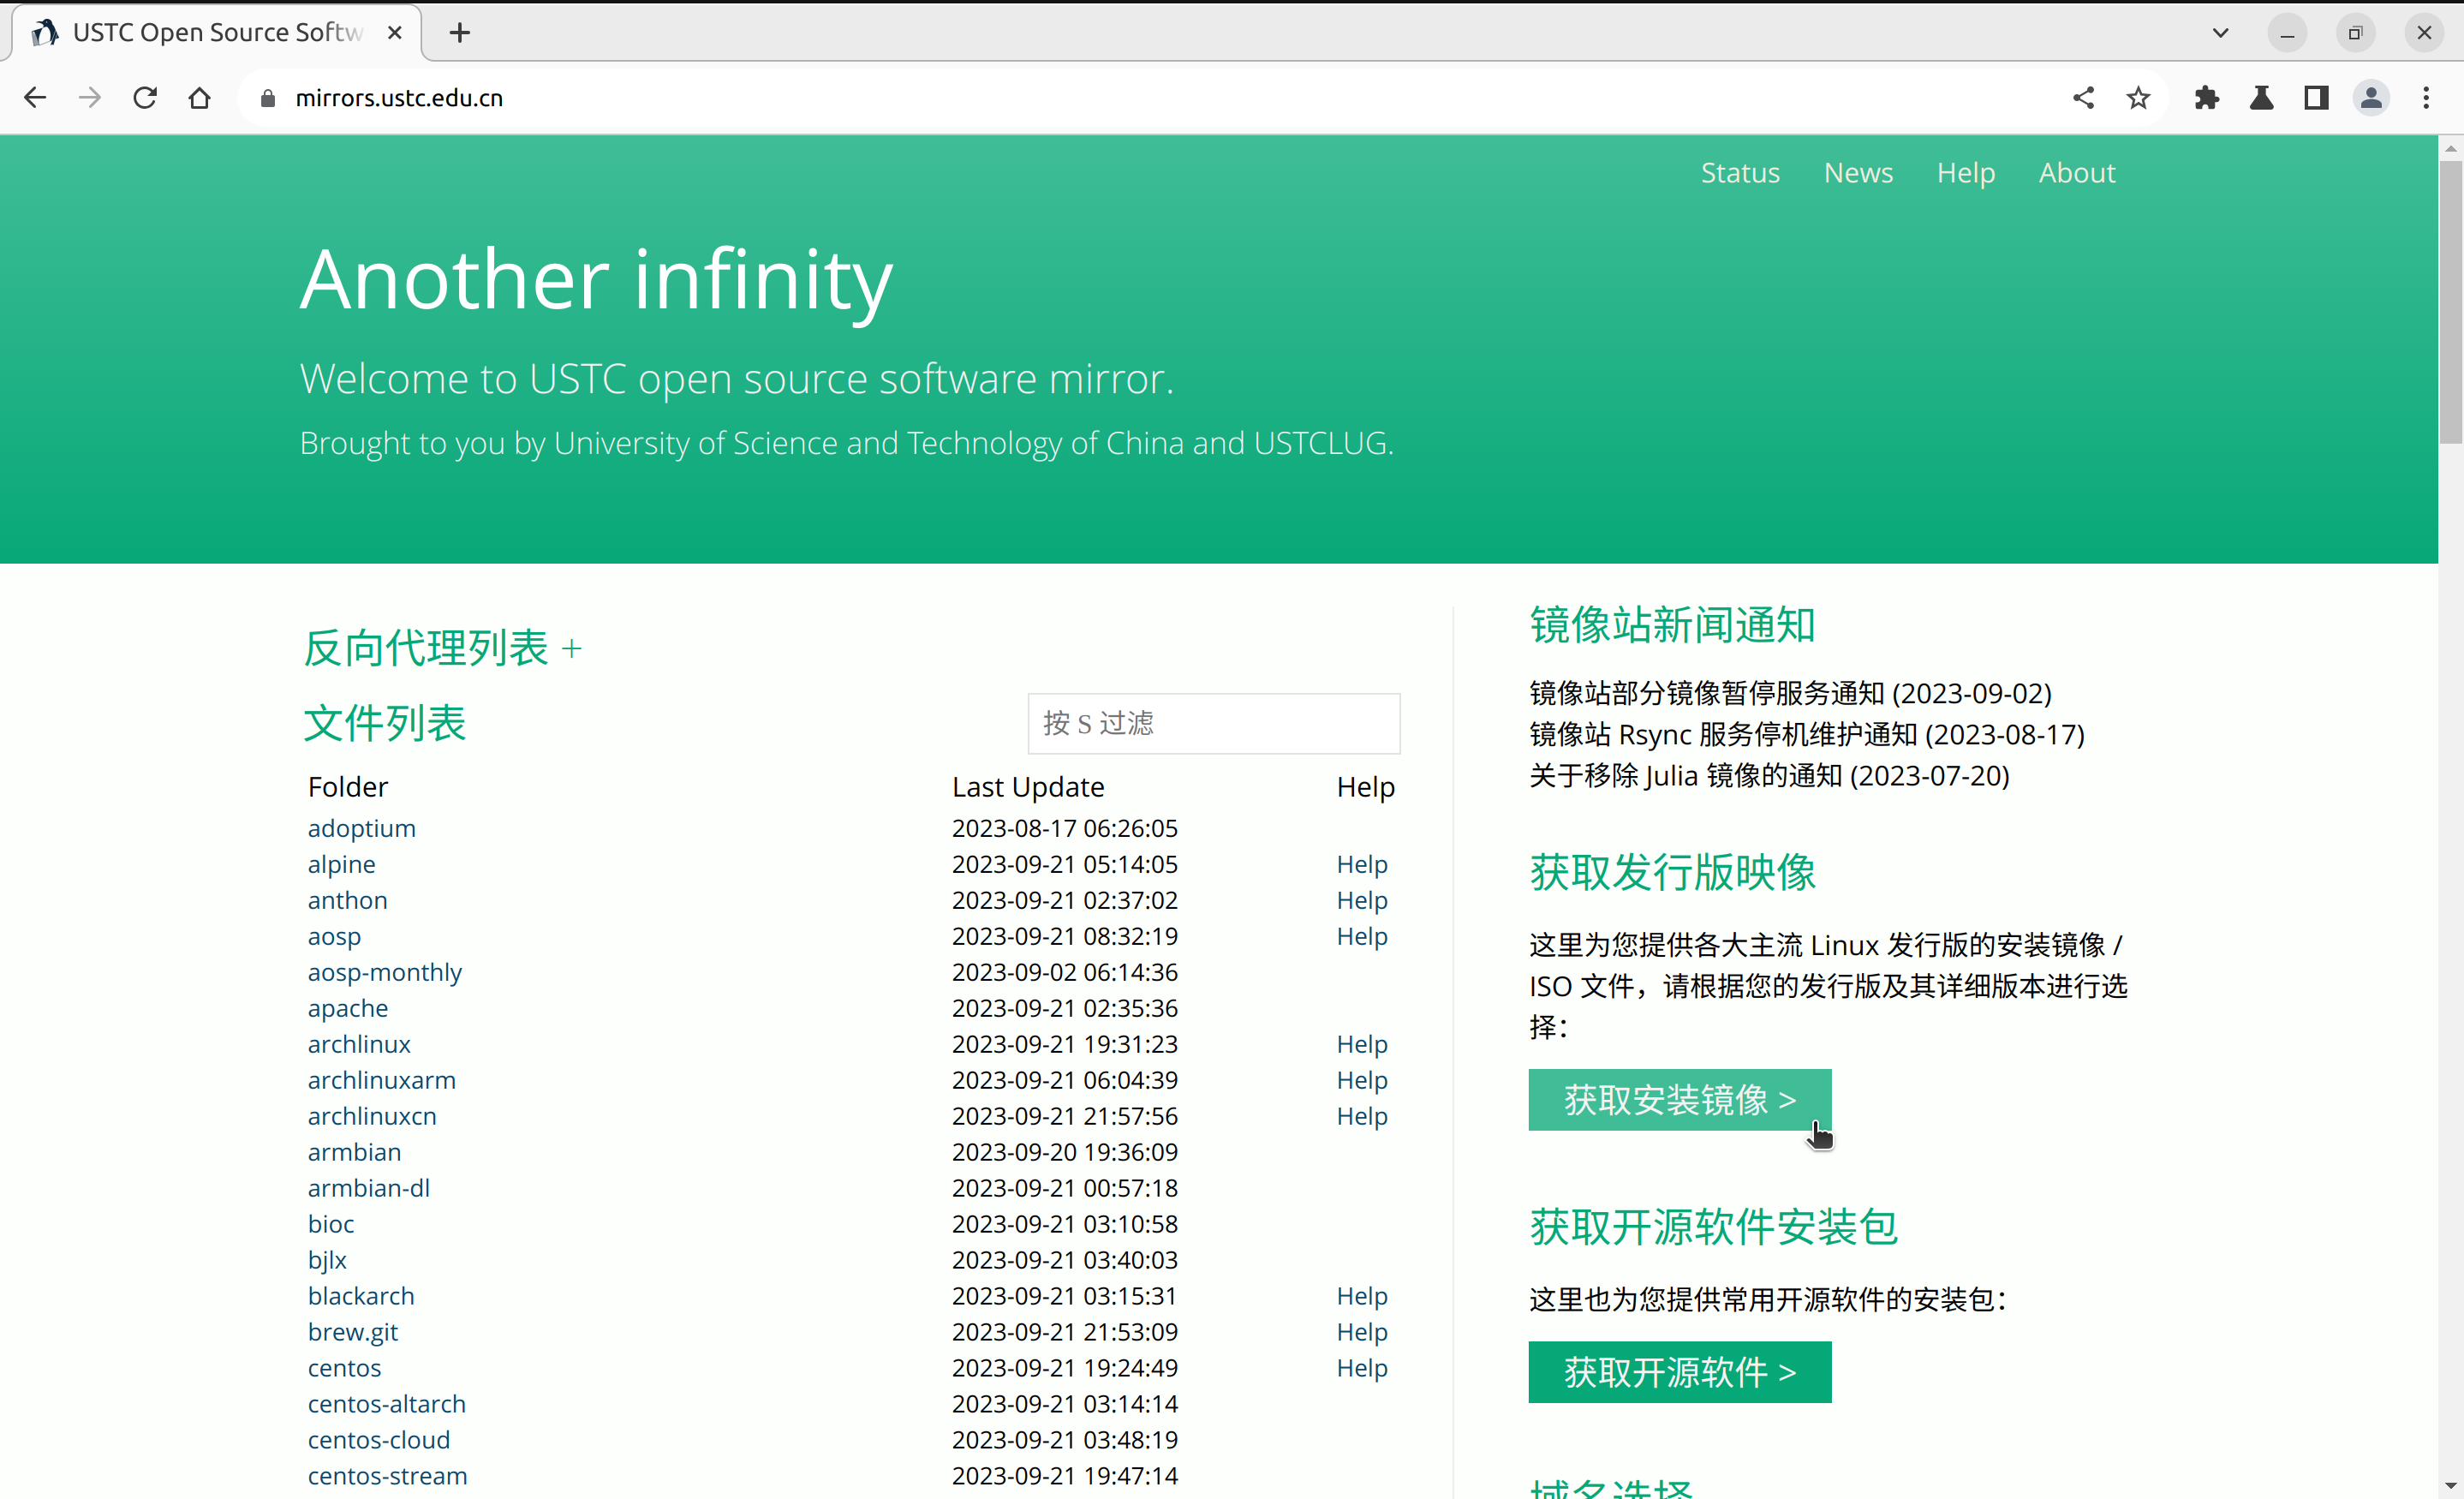 USTC Open Source Softw
mirrors.ustc.edu.cn
Status News Help About
Another infinity
Welcome to USTC open source software mirror.
Brought to you by University of Science and Technology of China and USTCLUG.
反向代理列表 +
文件列表
按 S 过滤
Folder Last Update Help
adoptium 2023-08-17 06:26:05
alpine 2023-09-21 05:14:05 Help
anthon 2023-09-21 02:37:02 Help
aosp 2023-09-21 08:32:19 Help
aosp-monthly 2023-09-02 06:14:36
apache 2023-09-21 02:35:36
archlinux 2023-09-21 19:31:23 Help
archlinuxarm 2023-09-21 06:04:39 Help
archlinuxcn 2023-09-21 21:57:56 Help
armbian 2023-09-20 19:36:09
armbian-dl 2023-09-21 00:57:18
bioc 2023-09-21 03:10:58
bjlx 2023-09-21 03:40:03
blackarch 2023-09-21 03:15:31 Help
brew.git 2023-09-21 21:53:09 Help
centos 2023-09-21 19:24:49 Help
centos-altarch 2023-09-21 03:14:14
centos-cloud 2023-09-21 03:48:19
centos-stream 2023-09-21 19:47:14
镜像站新闻通知
镜像站部分镜像暂停服务通知 (2023-09-02)
镜像站 Rsync 服务停机维护通知 (2023-08-17)
关于移除 Julia 镜像的通知 (2023-07-20)
获取发行版映像
这里为您提供各大主流 Linux 发行版的安装镜像 /
ISO 文件，请根据您的发行版及其详细版本进行选
择：
获取安装镜像 >
获取开源软件安装包
这里也为您提供常用开源软件的安装包：
获取开源软件 >
域名选择